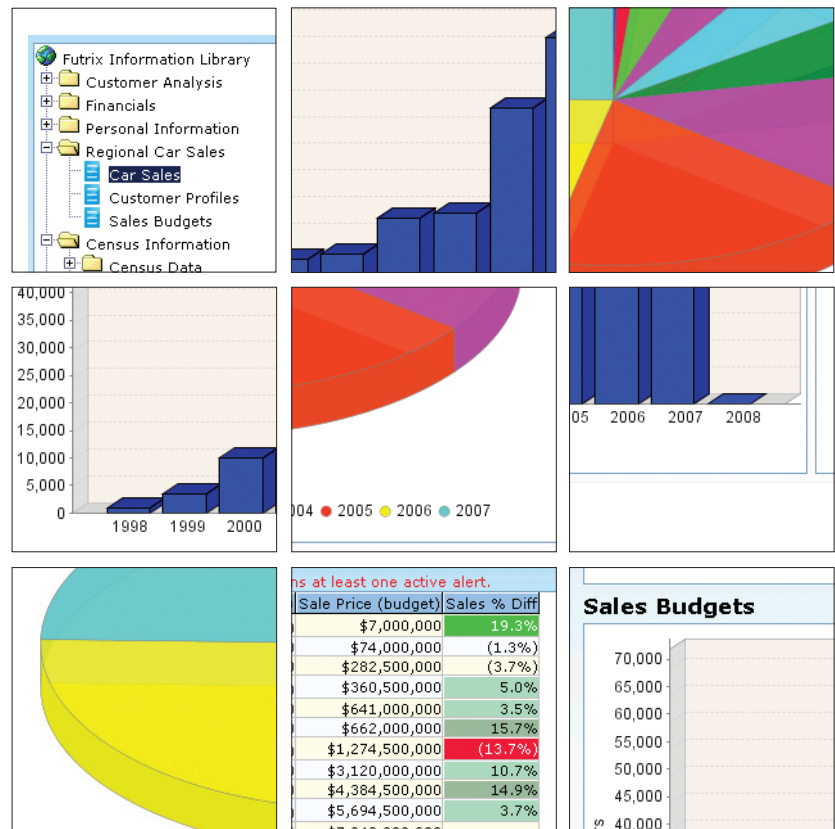 Futrix Information Library
Customer Analysis
Financials
Personal Information
Regional Car Sales
Car Sales
Customer Profiles
Sales Budgets
Census Information
Census Data
40,000
35,000
30,000
25,000
20,000
15,000
10,000
5,000
0
1998 1999 2000
04 2005 2006 2007
05 2006 2007 2008
ns at least one active alert.
Sale Price (budget) Sales % Diff
$7,000,000 19.3%
$74,000,000 (1.3%)
$282,500,000 (3.7%)
$360,500,000 5.0%
$641,000,000 3.5%
$662,000,000 15.7%
$1,274,500,000 (13.7%)
$3,120,000,000 10.7%
$4,384,500,000 14.9%
$5,694,500,000 3.7%
Sales Budgets
70,000
65,000
60,000
55,000
50,000
45,000
40,000